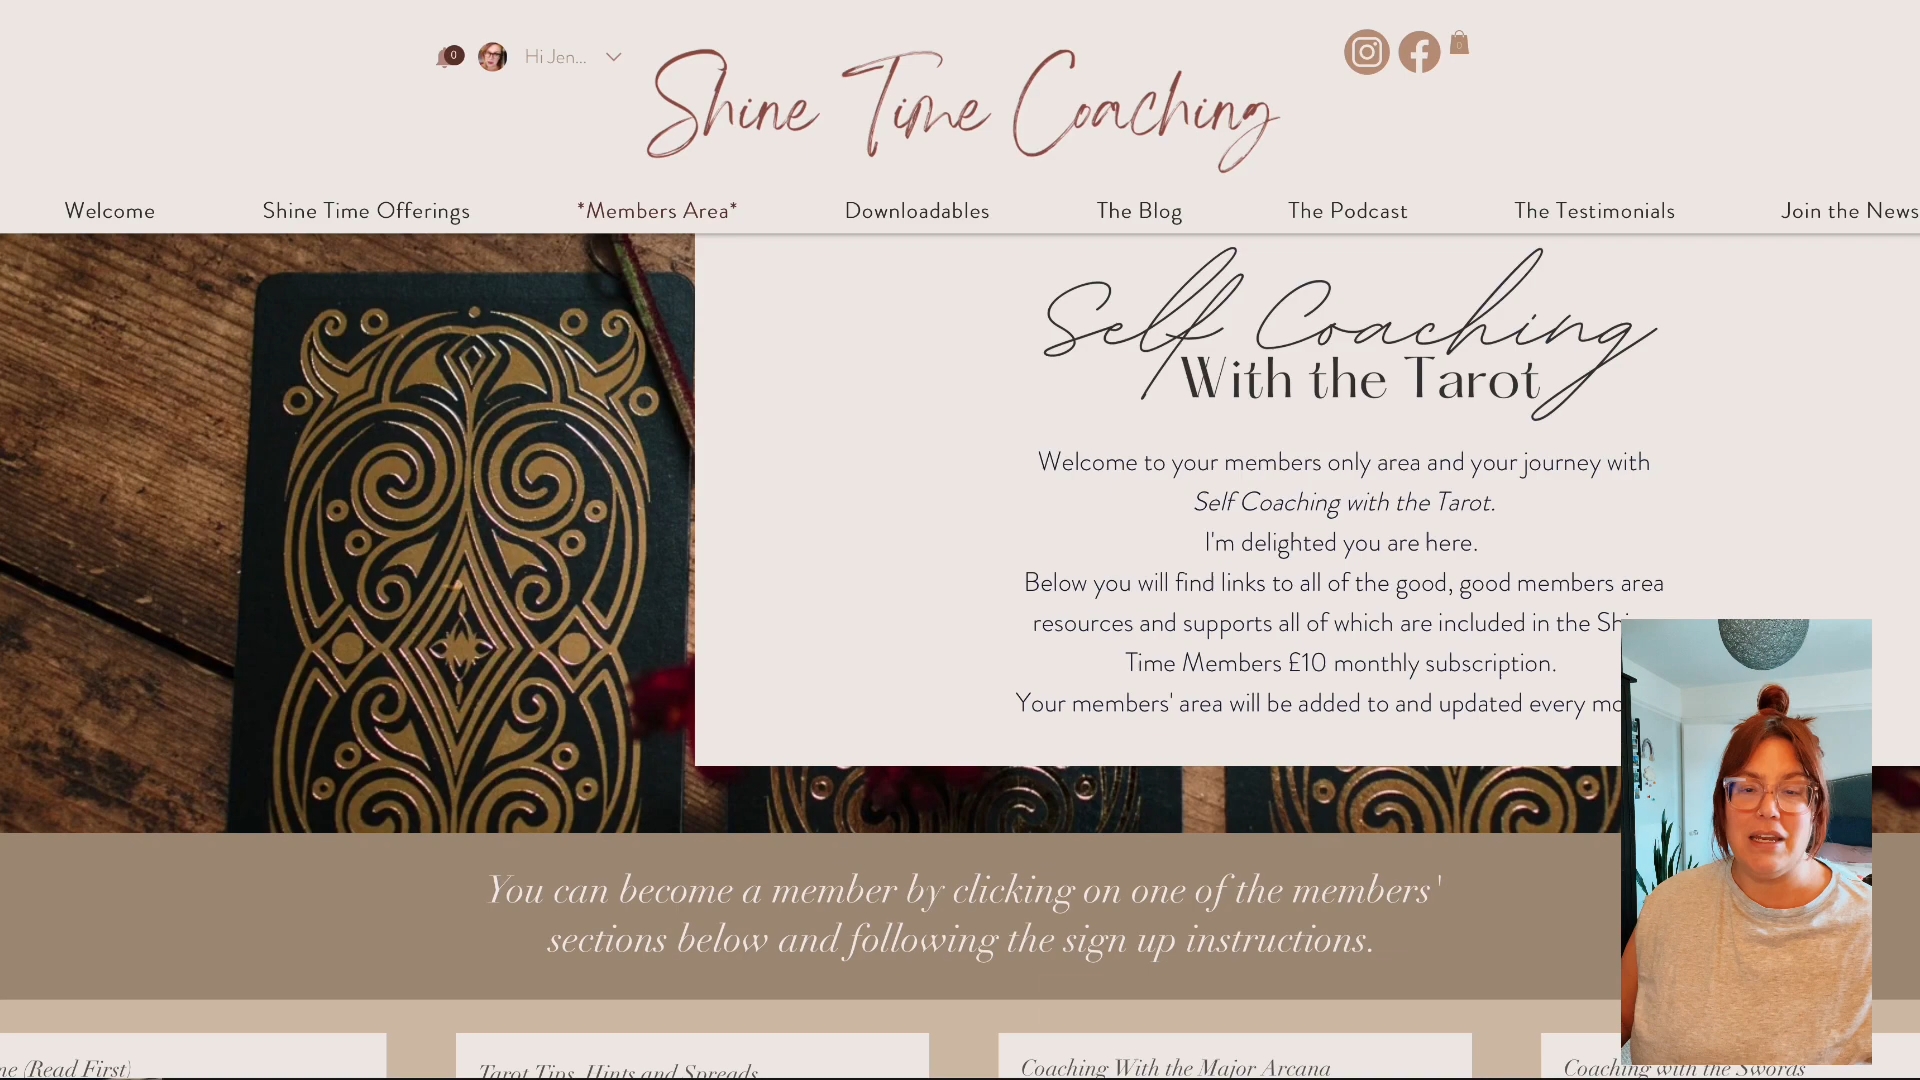 0
Hi Jen...
Shine Time Coaching
0
Welcome
Shine Time Offerings
*Members Area*
Downloadables
The Blog
The Podcast
The Testimonials
Join the News
Self Coaching
With the Tarot
Welcome to your members only area and your journey with
Self Coaching with the Tarot.
I'm delighted you are here.
Below you will find links to all of the good, good members area
resources and supports all of which are included in the
Time Members £10 monthly subscription.
Your members' area will be added to and updated every
You can become a member by clicking on one of the members'
sections below and following the sign up instructions.
(Read First)
Tarot Tips, Hints and Spreads
Coaching With the Major Arcana
Coaching with the Swords